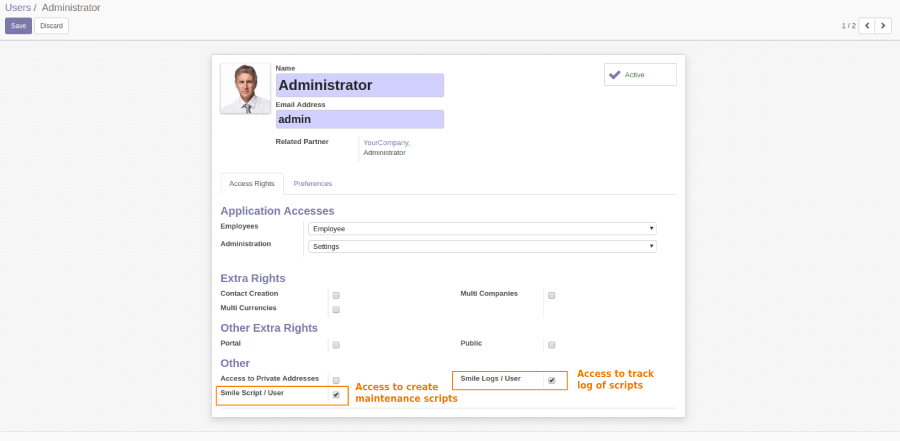 Users / Administrator
Save Discard 1 / 2
Name
Administrator
Active
Email Address
admin
Related Partner YourCompany,
Administrator
Access Rights Preferences
Application Accesses
Employees Employee
Administration Settings
Extra Rights
Contact Creation Multi Companies
Multi Currencies
Other Extra Rights
Portal Public
Other
Access to Private Addresses Smile Logs / User Access to track
log of scripts
Smile Script / User Access to create
maintenance scripts